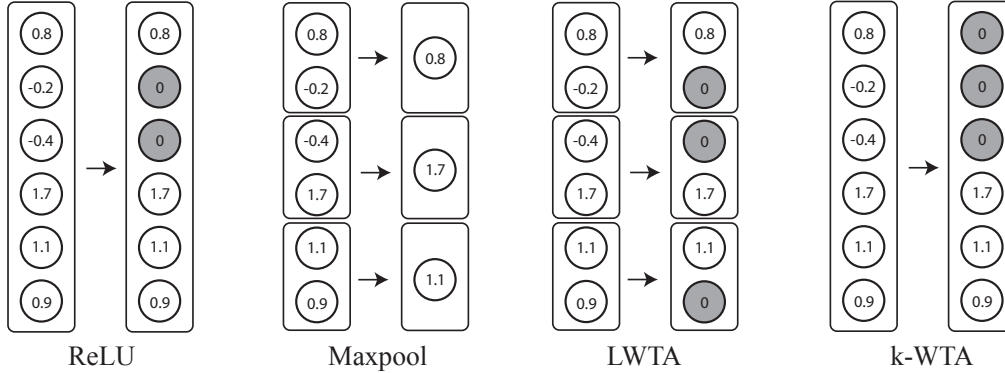 0.8 0.8 0.8 0.8 0.8 0.8 0.8 0
-0.2 0 -0.2 -0.2 0 -0.2 0
-0.4 0 -0.4 1.7 -0.4 0 -0.4 0
1.7 1.7 1.7 1.7 1.7 1.7 1.7
1.1 1.1 1.1 1.1 1.1 1.1 1.1 1.1
0.9 0.9 0.9 0.9 0 0.9 0.9
ReLU Maxpool LWTA k-WTA